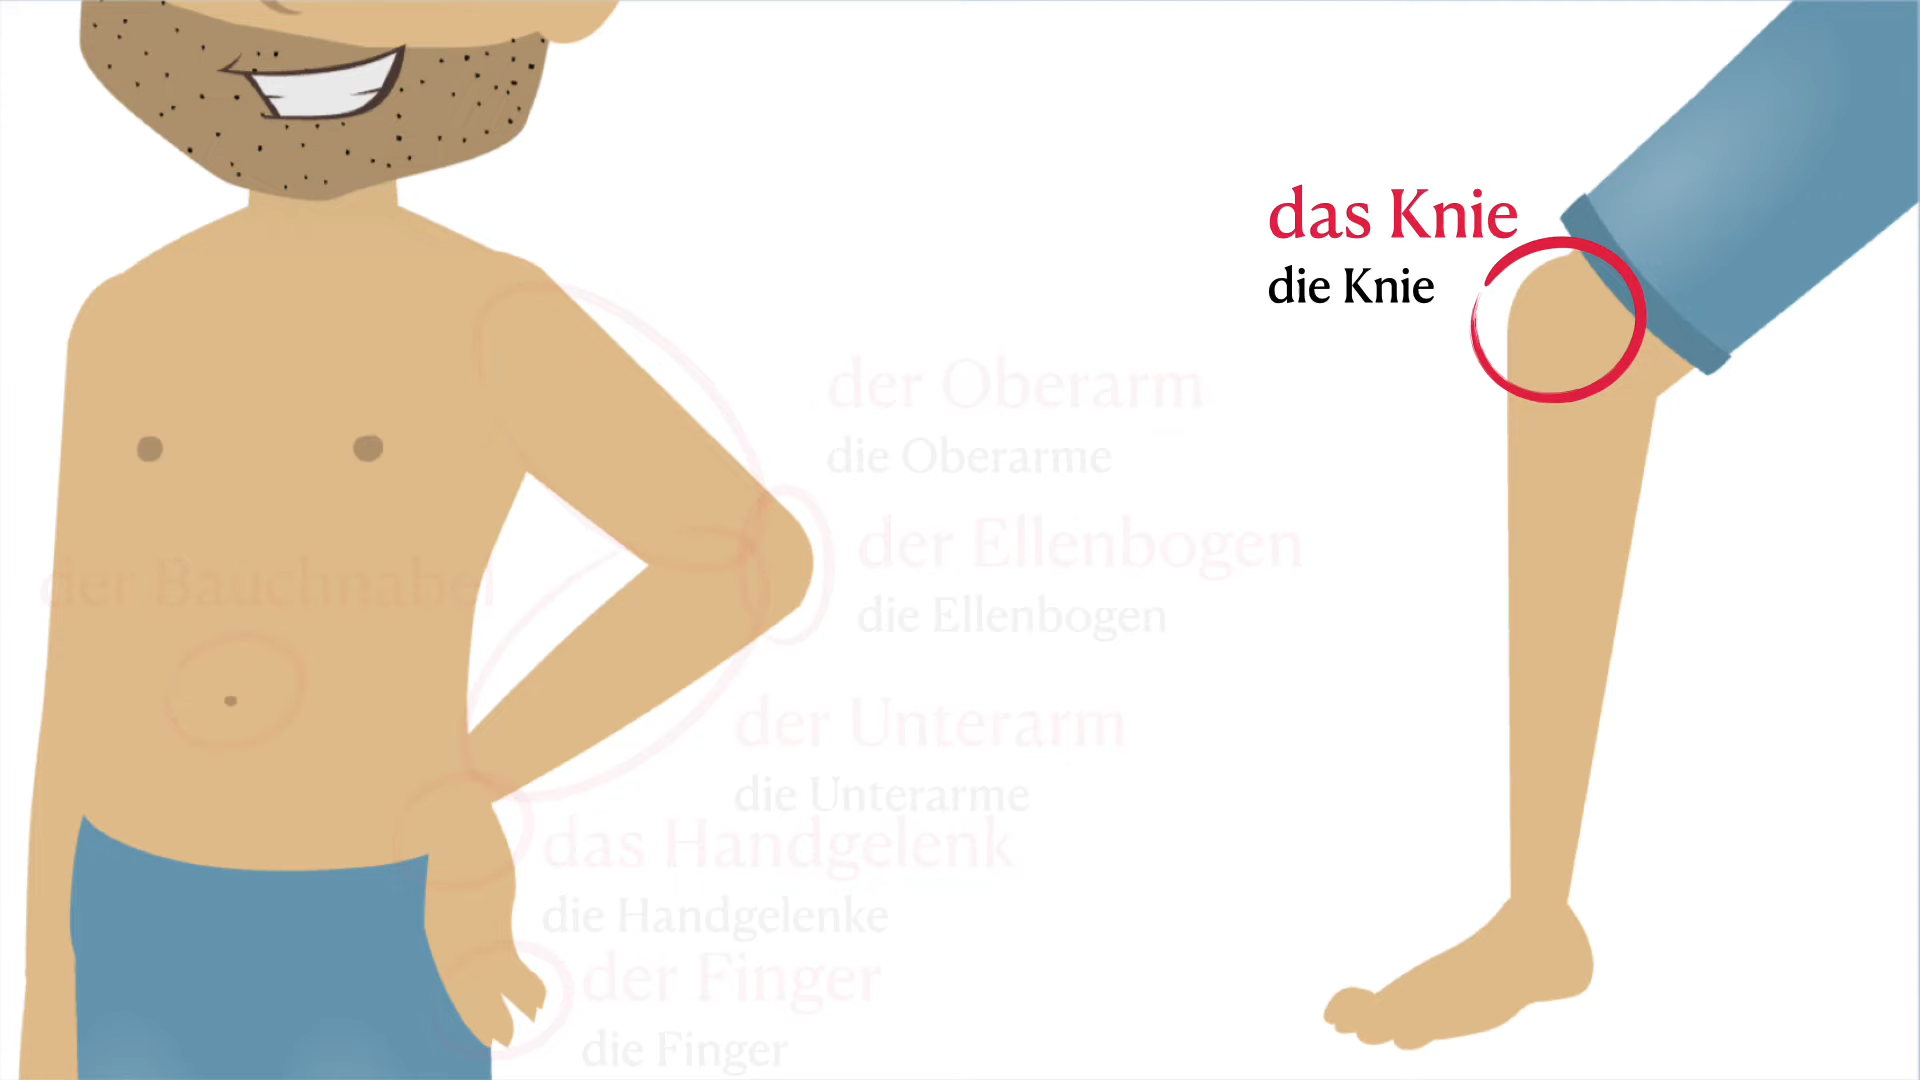 das Knie
die Knie
der Oberarm
die Oberarme
der Ellenbogen
die Ellenbogen
der Bauchnabel
der Unterarm
die Unterarme
das Handgelenk
die Handgelenke
der Finger
die Finger